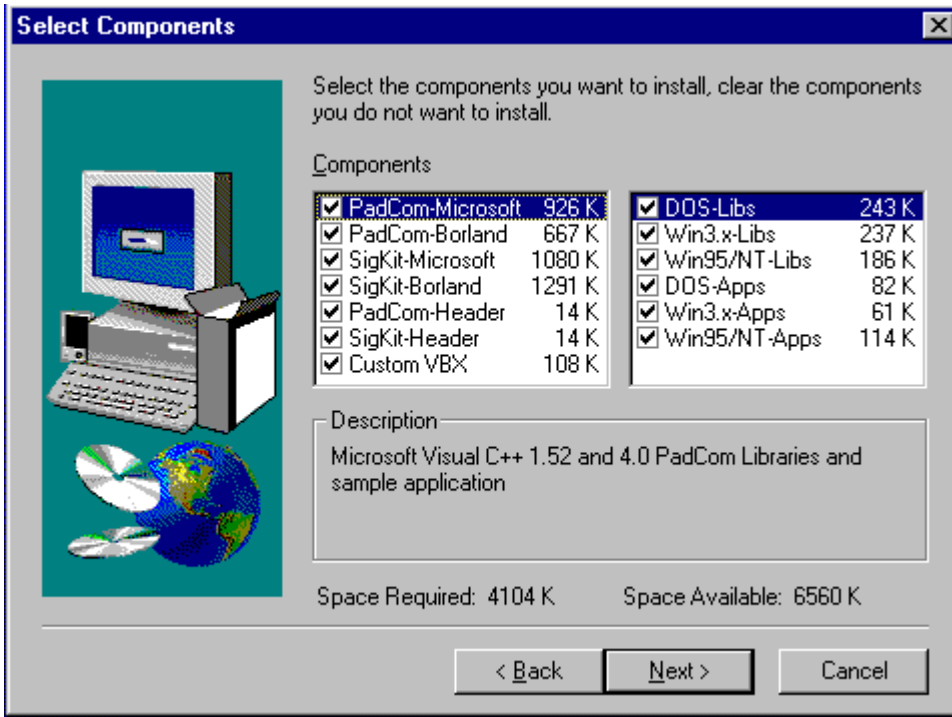 Select Components
Select the components you want to install, clear the components
you do not want to install.
Components
PadCom-Microsoft 926 K
PadCom-Borland 667 K
SigKit-Microsoft 1080 K
SigKit-Borland 1291 K
PadCom-Header 14 K
SigKit-Header 14 K
Custom VBX 108 K
DOS-Libs 243 K
Win3.x-Libs 237 K
Win95/NT-Libs 186 K
DOS-Apps 82 K
Win3.x-Apps 61 K
Win95/NT-Apps 114 K
Description
Microsoft Visual C++ 1.52 and 4.0 PadCom Libraries and
sample application
Space Required: 4104 K Space Available: 6560 K
< Back Next > Cancel